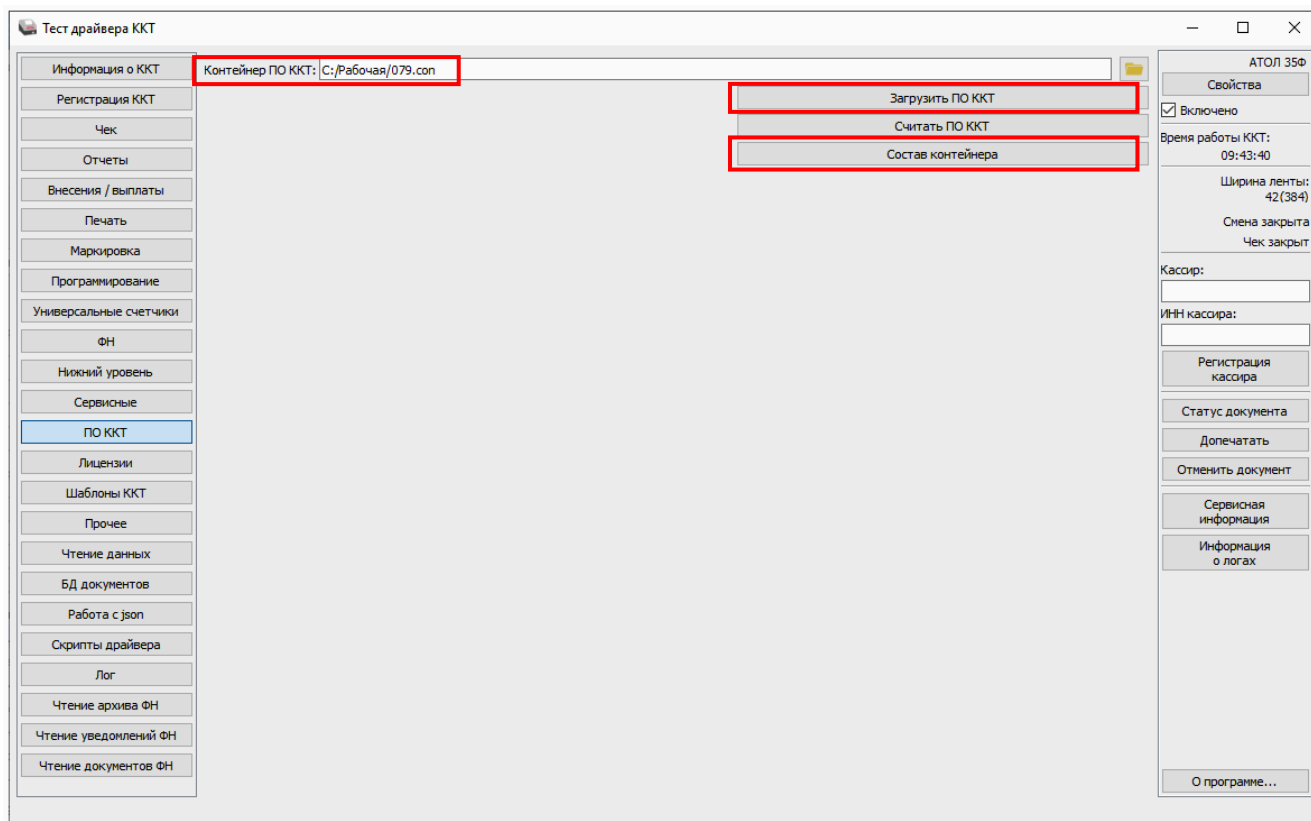 Тест драйвера ККТ
Информация о ККТ
Регистрация ККТ
Чек
Отчеты
Внесения / выплаты
Печать
Маркировка
Программирование
Универсальные счетчики
ФН
Нижний уровень
Сервисные
ПО ККТ
Лицензии
Шаблоны ККТ
Прочее
Чтение данных
БД документов
Работа с json
Скрипты драйвера
Лог
Чтение архива ФН
Чтение уведомлений ФН
Чтение документов ФН
Контейнер ПО ККТ: C:/Рабочая/079.con
Загрузить ПО ККТ
Считать ПО ККТ
Состав контейнера
АТОЛ 35Ф
Свойства
Включено
Время работы ККТ:
09:43:40
Ширина ленты:
42(384)
Смена закрыта
Чек закрыт
Кассир:
ИНН кассира:
Регистрация
кассира
Статус документа
Допечатать
Отменить документ
Сервисная
информация
Информация
о логах
О программе...